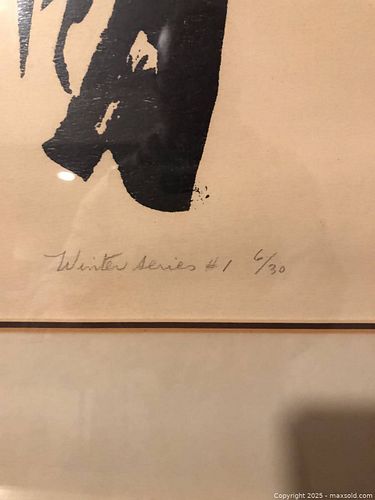 Winter series #1 6/30
Copyright 2025 - maxsold.com